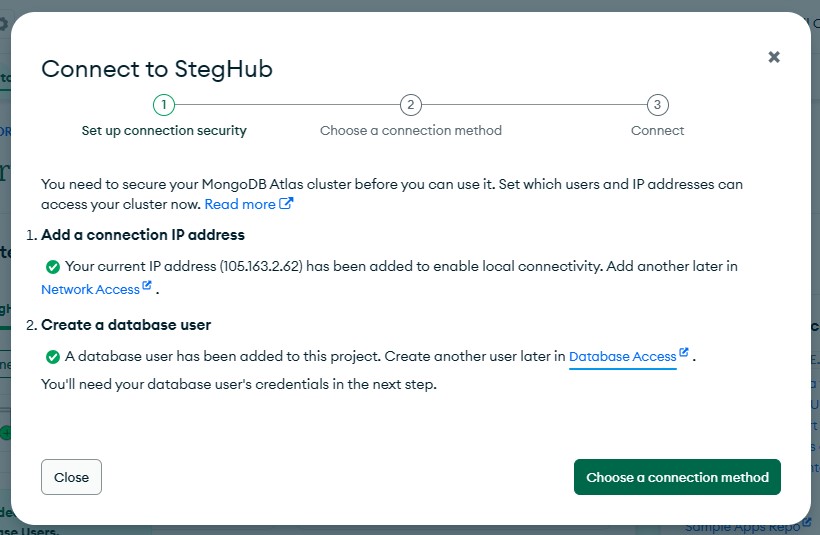 Connect to StegHub
1
2
3
Set up connection security
Choose a connection method
Connect
You need to secure your MongoDB Atlas cluster before you can use it. Set which users and IP addresses can
access your cluster now. Read more
1. Add a connection IP address
Your current IP address (105.163.2.62) has been added to enable local connectivity. Add another later in
Network Access .
2. Create a database user
A database user has been added to this project. Create another user later in Database Access .
You'll need your database user's credentials in the next step.
Close
Choose a connection method
Sample Apps Repo